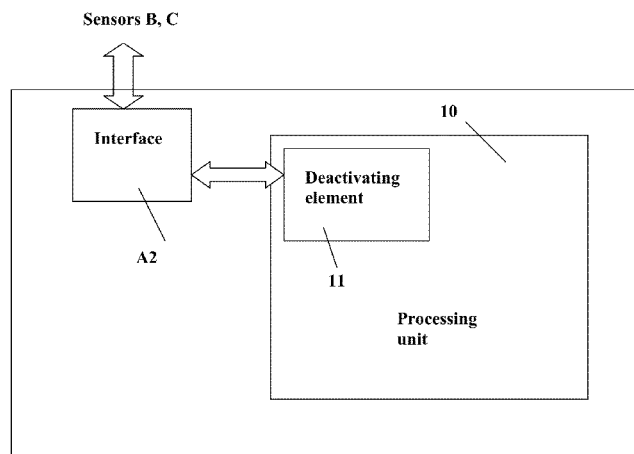 Sensors B, C
10
Interface
Deactivating
element
A2
11
Processing
unit